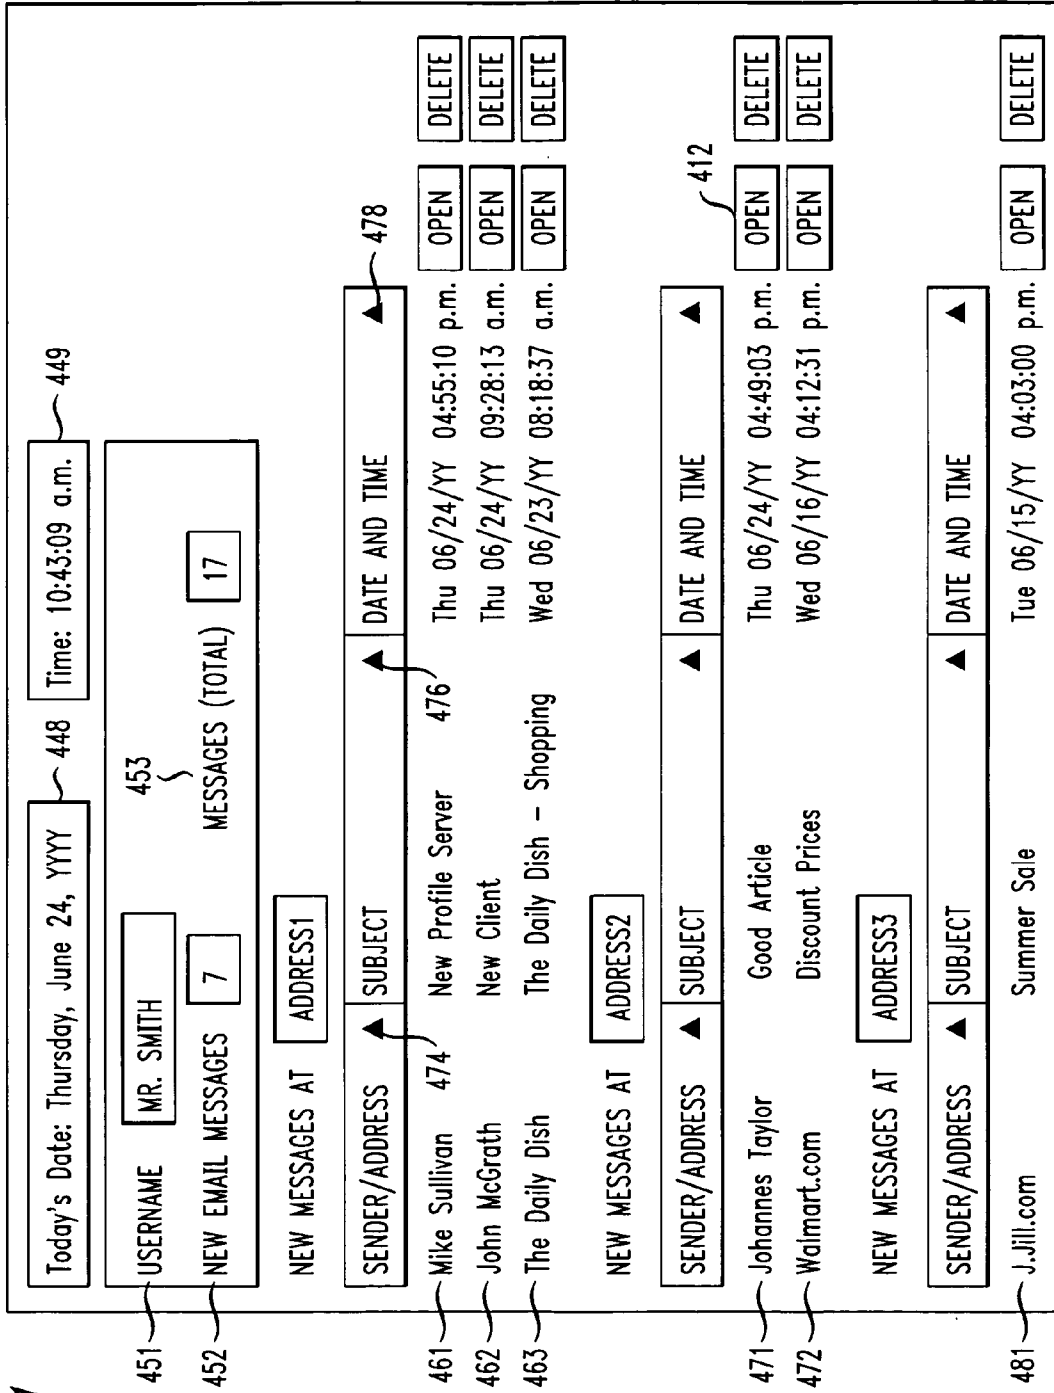 Today's Date: Thursday, June 24, YYYY 448 Time: 10:43:09 a.m. 449
453
451 USERNAME MR. SMITH
452 NEW EMAIL MESSAGES 7 MESSAGES (TOTAL) 17
NEW MESSAGES AT ADDRESS1
SENDER/ADDRESS ▲ SUBJECT ▲ DATE AND TIME ▲
474 476 478
461 Mike Sullivan New Profile Server Thu 06/24/YY 04:55:10 p.m. OPEN DELETE
462 John McGrath New Client Thu 06/24/YY 09:28:13 a.m. OPEN DELETE
463 The Daily Dish The Daily Dish – Shopping Wed 06/23/YY 08:18:37 a.m. OPEN DELETE
NEW MESSAGES AT ADDRESS2
SENDER/ADDRESS ▲ SUBJECT ▲ DATE AND TIME ▲
412
471 Johannes Taylor Good Article Thu 06/24/YY 04:49:03 p.m. OPEN DELETE
472 Walmart.com Discount Prices Wed 06/16/YY 04:12:31 p.m. OPEN DELETE
NEW MESSAGES AT ADDRESS3
SENDER/ADDRESS ▲ SUBJECT ▲ DATE AND TIME ▲
481 J.Jill.com Summer Sale Tue 06/15/YY 04:03:00 p.m. OPEN DELETE